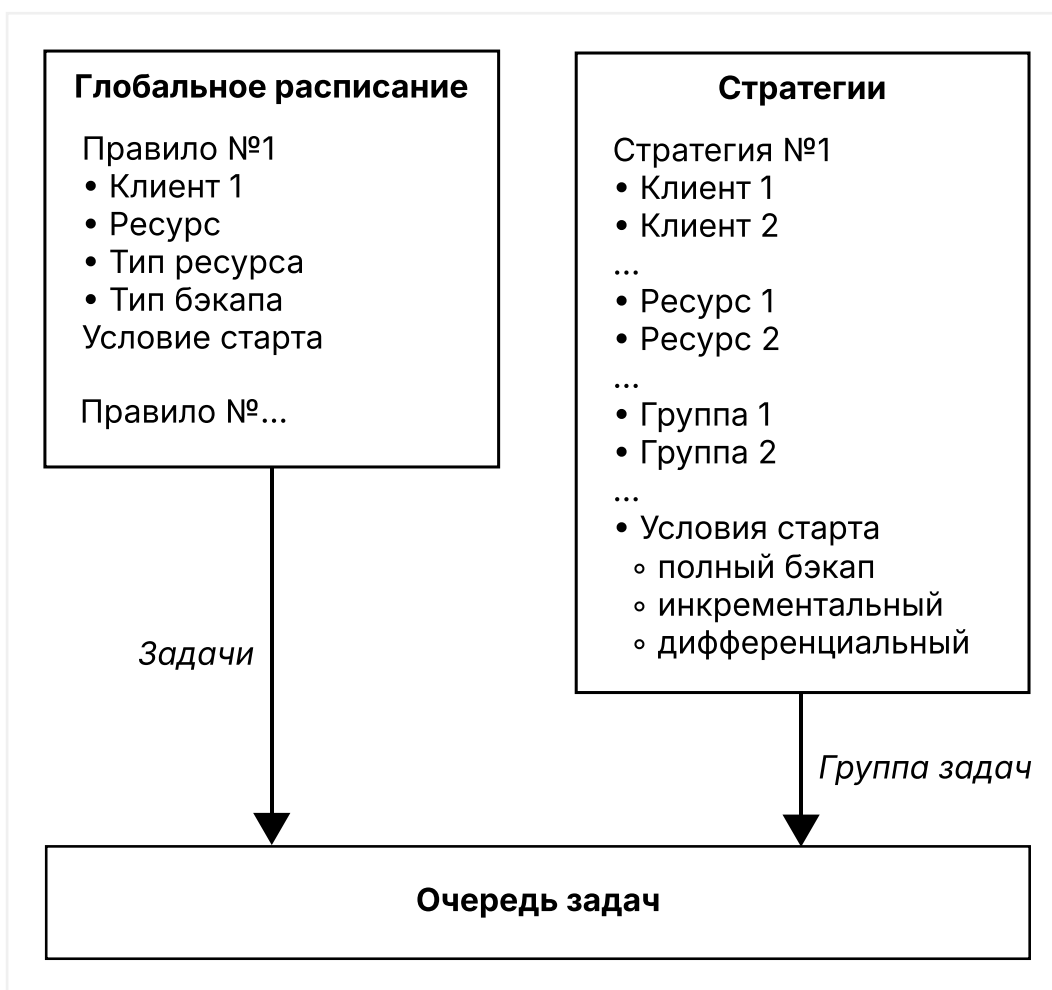 Глобальное расписание
Правило №1
• Клиент 1
• Ресурс
• Тип ресурса
• Тип бэкапа
Условие старта
Правило №...
Стратегии
Стратегия №1
• Клиент 1
• Клиент 2
...
• Ресурс 1
• Ресурс 2
...
• Группа 1
• Группа 2
...
• Условия старта
∘ полный бэкап
∘ инкрементальный
∘ дифференциальный
Задачи
Группа задач
Очередь задач